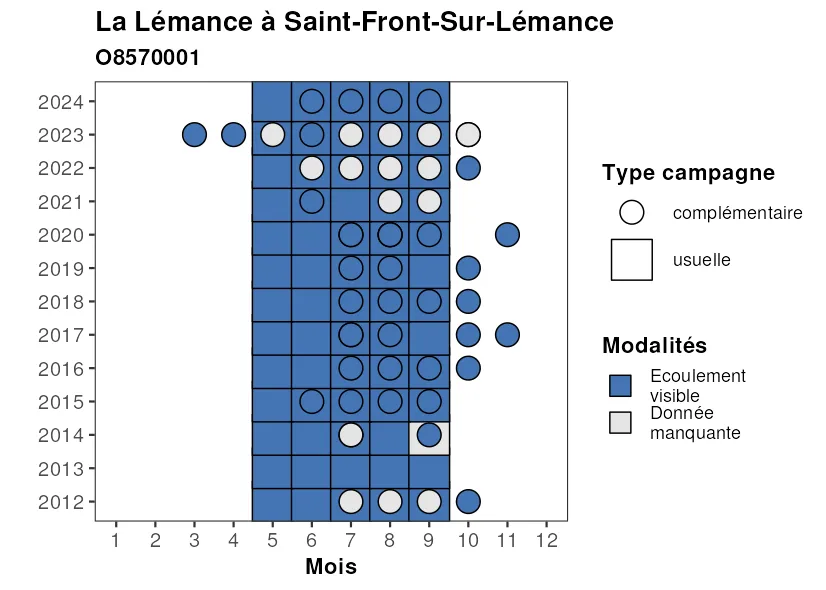 La Lémance à Saint-Front-Sur-Lémance
O8570001
2024
2023
2022
2021
2020
2019
2018
2017
2016
2015
2014
2013
2012
1 2 3 4 5 6 7 8 9 10 11 12
Mois
Type campagne
complémentaire
usuelle
Modalités
Ecoulement
visible
Donnée
manquante